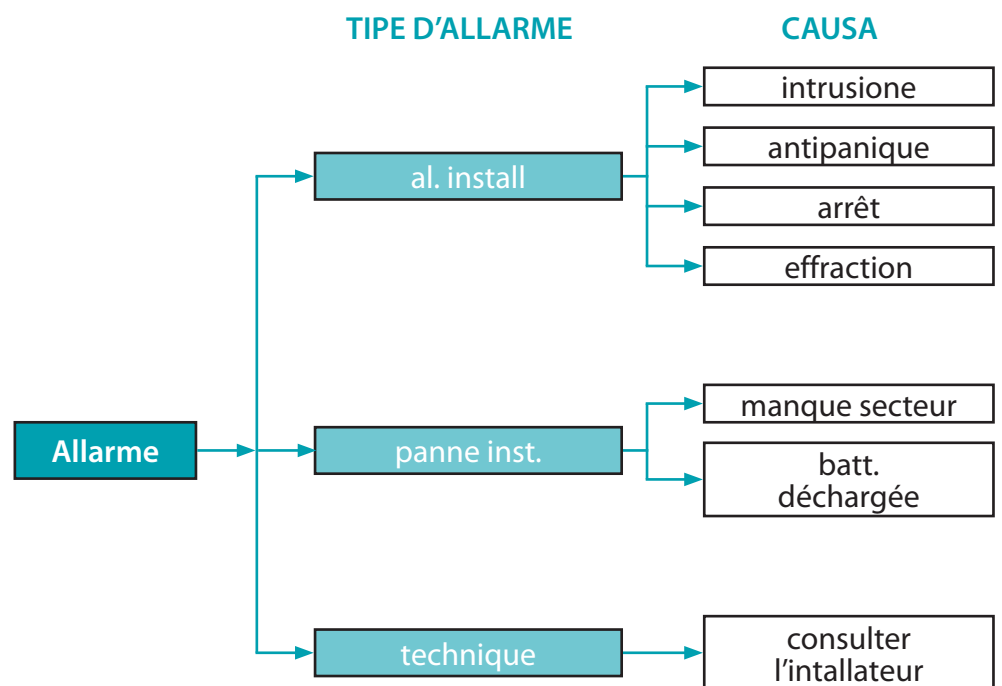 TIPE D'ALLARME
CAUSA
intrusione
antipanique
al. install
arrêt
effraction
manque secteur
Allarme
panne inst.
batt.
déchargée
technique
consulter
l'intallateur